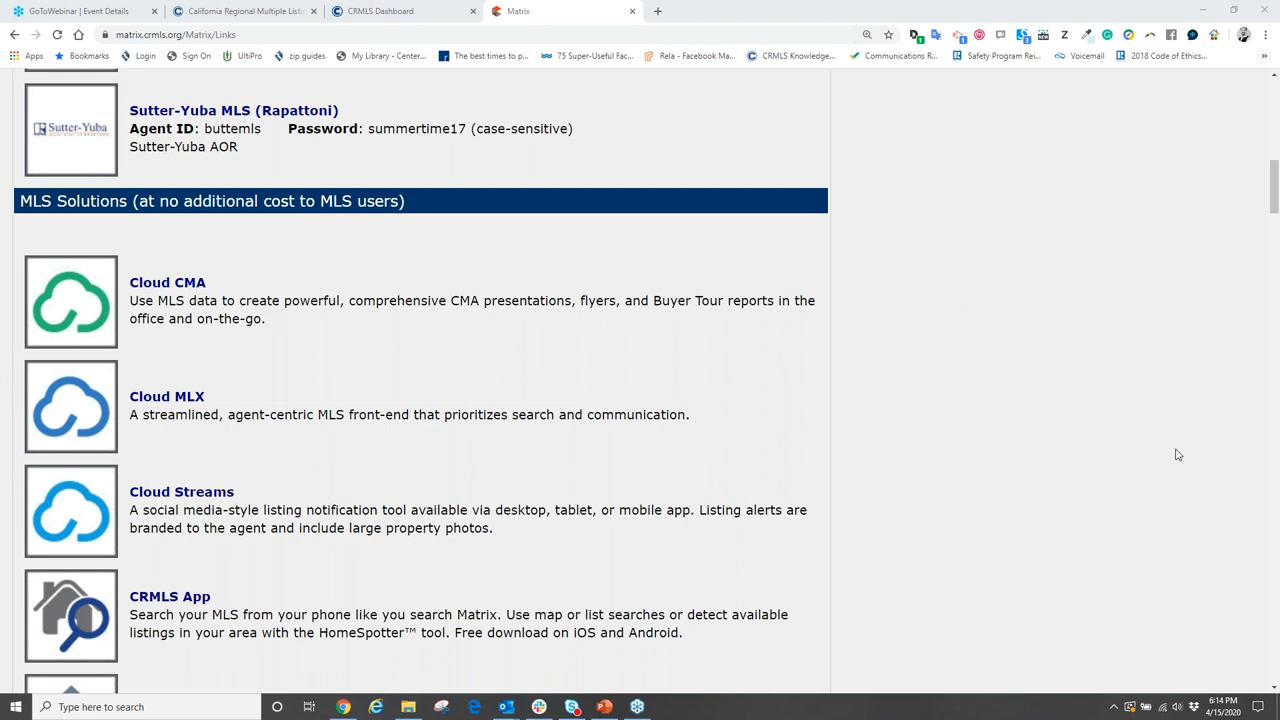 GoToWebinar | Event Details
California Regional Multiple Listi
CRMLS Dashboard
Matrix
matrix.crmls.org/Matrix/Links
Apps
Bookmarks
Login
Sign On
UltiPro
zip guides
My Library - Center...
The best times to p...
75 Super-Useful Fac...
Rela - Facebook Ma...
CRMLS Knowledge...
Communications R...
Safety Program Rei...
Voicemail
2018 Code of Ethics...
»
Sutter-Yuba
Sutter-Yuba MLS (Rapattoni)
Agent ID: buttemls Password: summertime17 (case-sensitive)
Sutter-Yuba AOR
MLS Solutions (at no additional cost to MLS users)
Cloud CMA
Use MLS data to create powerful, comprehensive CMA presentations, flyers, and Buyer Tour reports in the
office and on-the-go.
Cloud MLX
A streamlined, agent-centric MLS front-end that prioritizes search and communication.
Cloud Streams
A social media-style listing notification tool available via desktop, tablet, or mobile app. Listing alerts are
branded to the agent and include large property photos.
CRMLS App
Search your MLS from your phone like you search Matrix. Use map or list searches or detect available
listings in your area with the HomeSpotter™ tool. Free download on iOS and Android.
Type here to search
6:14 PM
4/15/2020